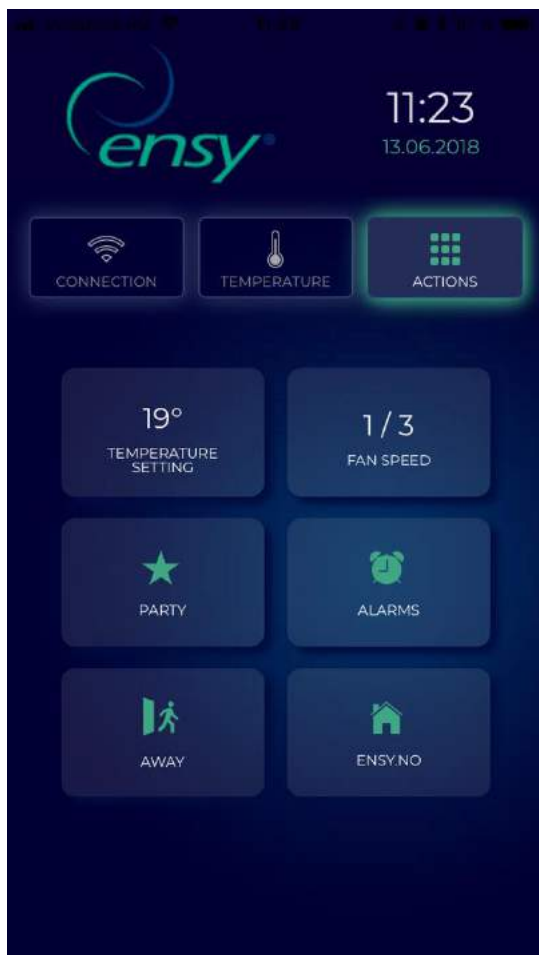 ensy
11:23
13.06.2018
CONNECTION
TEMPERATURE
ACTIONS
19°
TEMPERATURE
SETTING
1 / 3
FAN SPEED
PARTY
ALARMS
AWAY
ENSY.NO